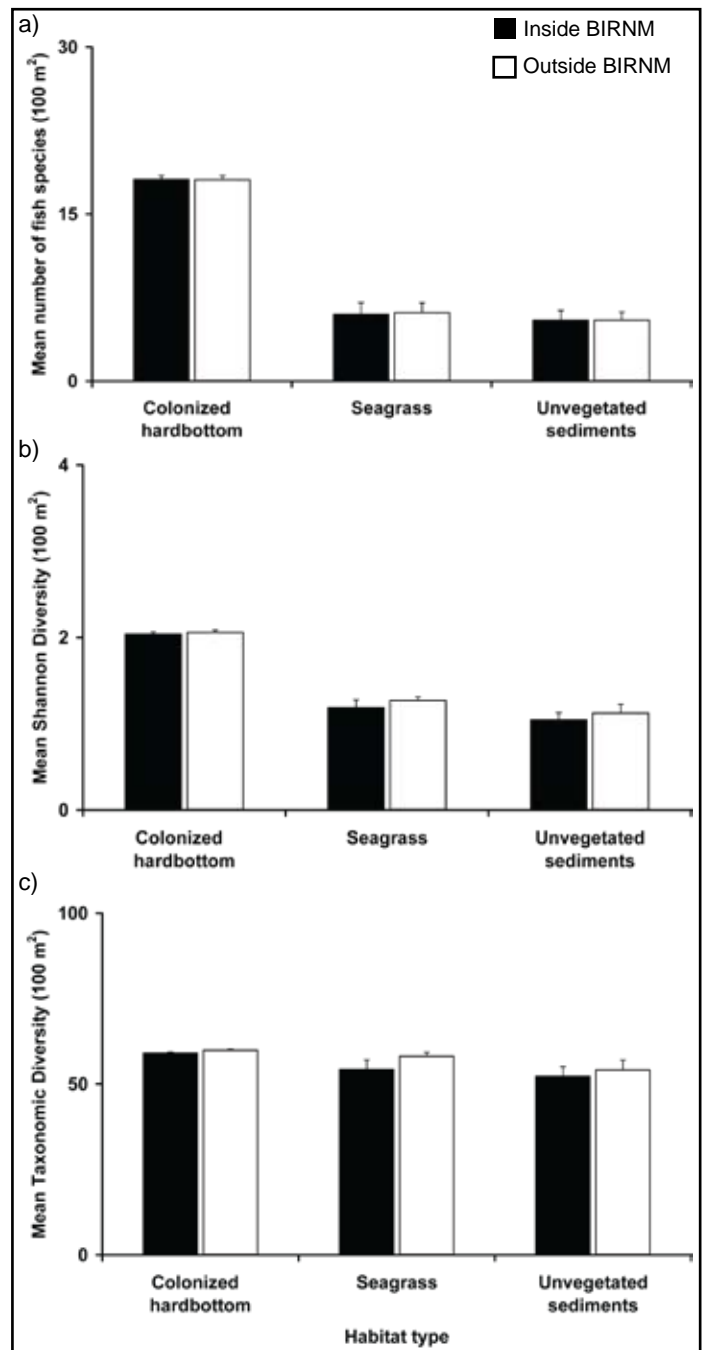 a)
Inside BIRNM
Outside BIRNM
Mean number of fish species (100 m²)
30
15
0
Colonized hardbottom
Seagrass
Unvegetated sediments
b)
Mean Shannon Diversity (100 m²)
4
2
0
Colonized hardbottom
Seagrass
Unvegetated sediments
c)
Mean Taxonomic Diversity (100 m²)
100
50
0
Colonized hardbottom
Seagrass
Unvegetated sediments
Habitat type